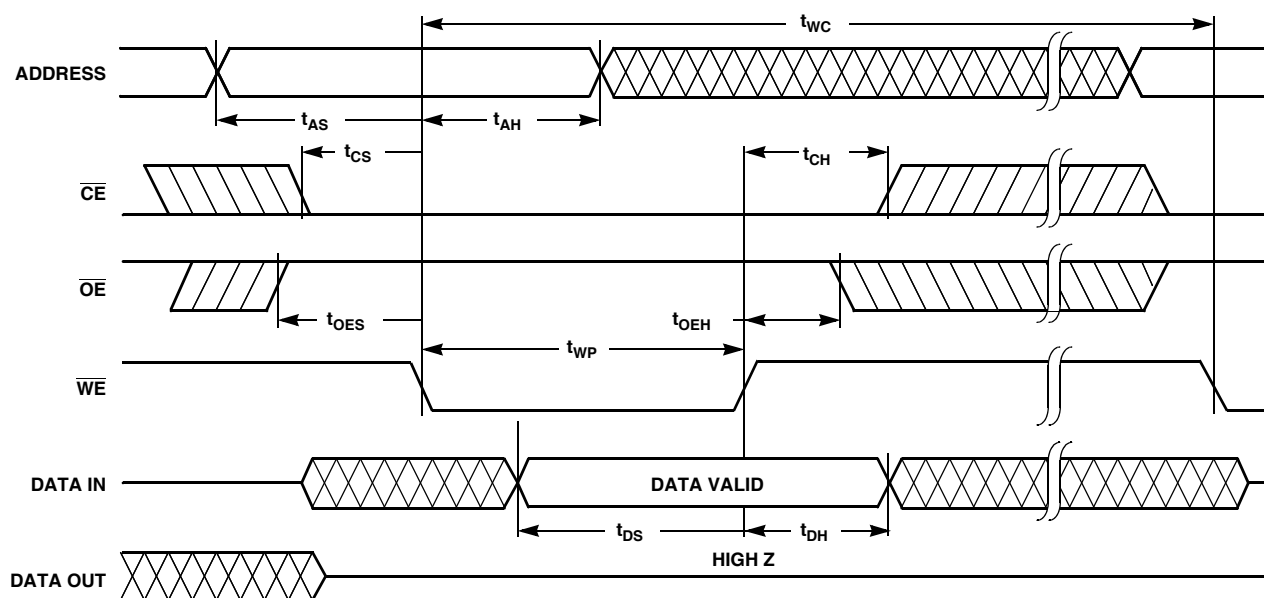 tWC
ADDRESS
tAS
tAH
tCS
tCH
CE
OE
tOES
tOEH
tWP
WE
DATA IN
DATA VALID
tDS
tDH
HIGH Z
DATA OUT